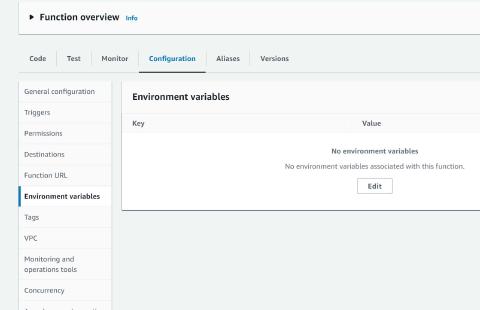 Function overview Info
Code Test Monitor Configuration Aliases Versions
General configuration
Triggers
Permissions
Destinations
Function URL
Environment variables
Tags
VPC
Monitoring and
operations tools
Concurrency
Environment variables
Key Value
No environment variables
No environment variables associated with this function.
Edit